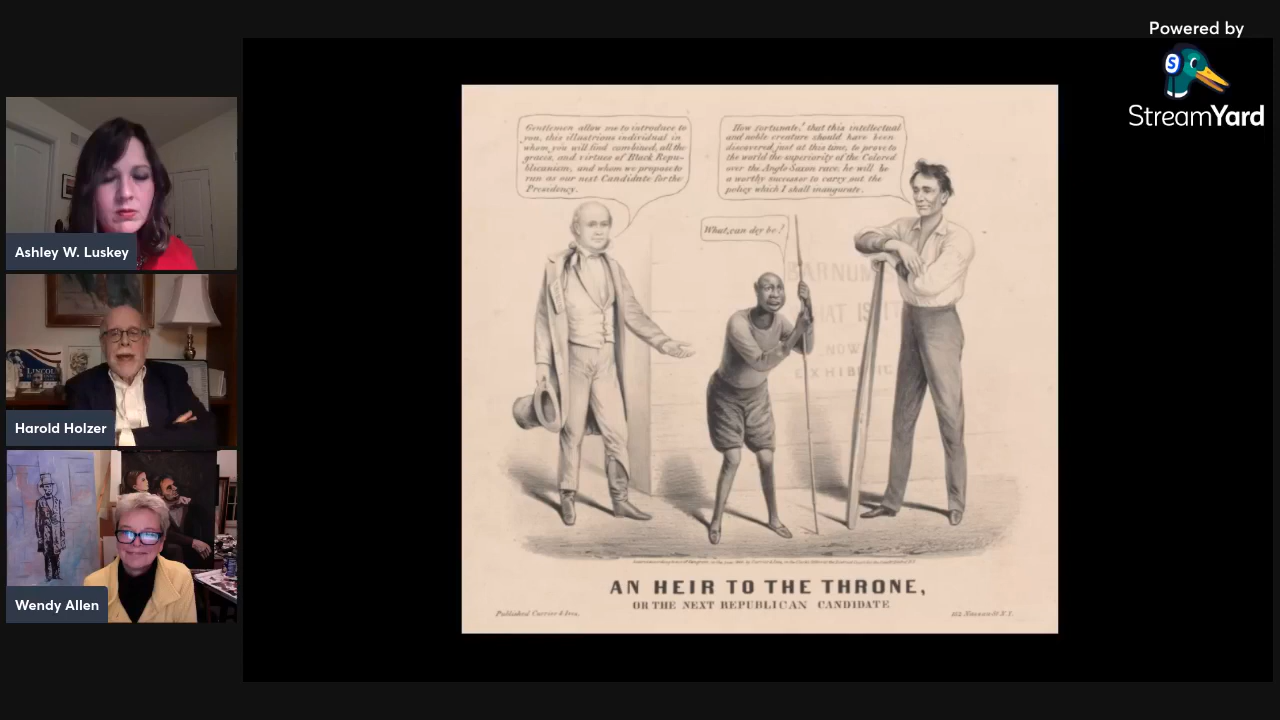 Powered by
StreamYard
Ashley W. Luskey
Harold Holzer
LINCOLN
Wendy Allen
Gentlemen allow me to introduce to
you, this illustrious individual in
whom you will find combined, all the
graces, and virtues of Black Repu-
blicanism, and whom we propose to
run as our next Candidate for the
Presidency.
How fortunate! that this intellectual
and noble creature should have been
discovered just at this time, to prove to
the world the superiority of the Colored
over the Anglo-Saxon race, he will be
a worthy successor to carry out the
policy which I shall inaugurate.
What, can dey be!
BARNUM
WHAT IS IT
NOW
EXHIBITI
AN HEIR TO THE THRONE,
OR THE NEXT REPUBLICAN CANDIDATE
Published Currier & Ives,
152 Nassau St N.Y.